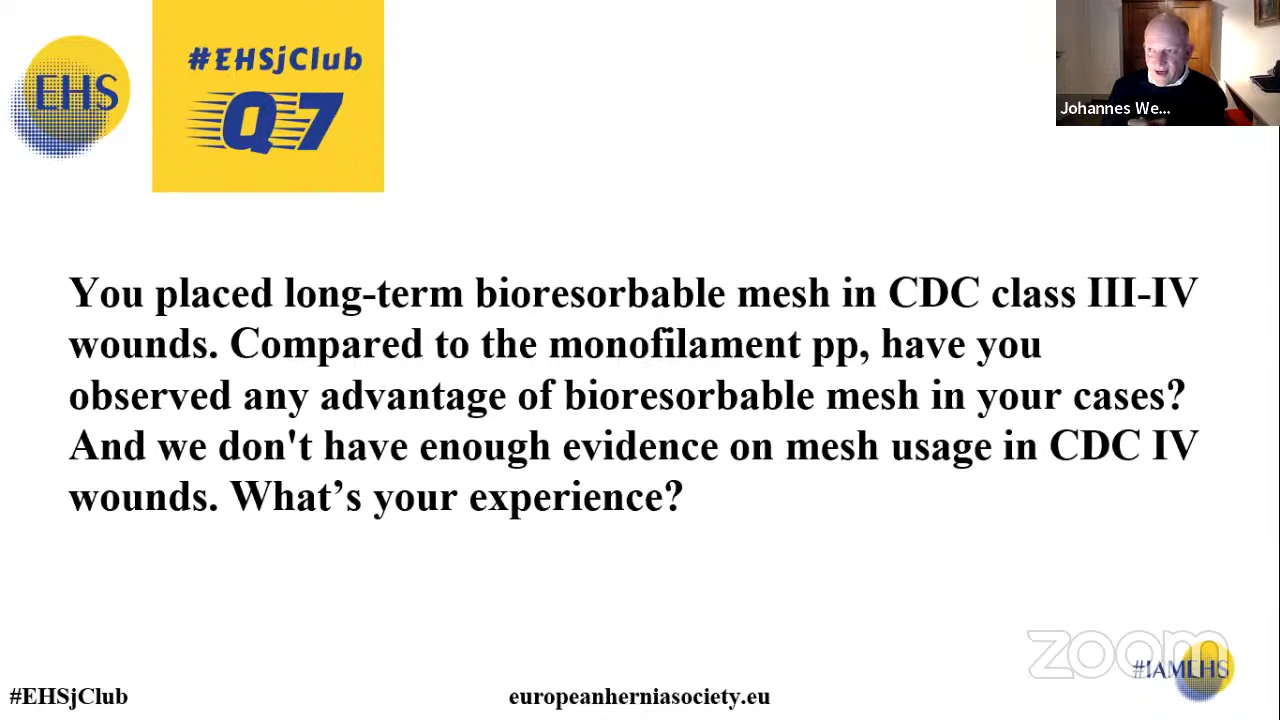 EHS
#EHSjClub
Q7
Johannes We...
You placed long-term bioresorbable mesh in CDC class III-IV
wounds. Compared to the monofilament pp, have you
observed any advantage of bioresorbable mesh in your cases?
And we don't have enough evidence on mesh usage in CDC IV
wounds. What’s your experience?
zoom
#IAMEHS
#EHSjClub
europeanherniasociety.eu